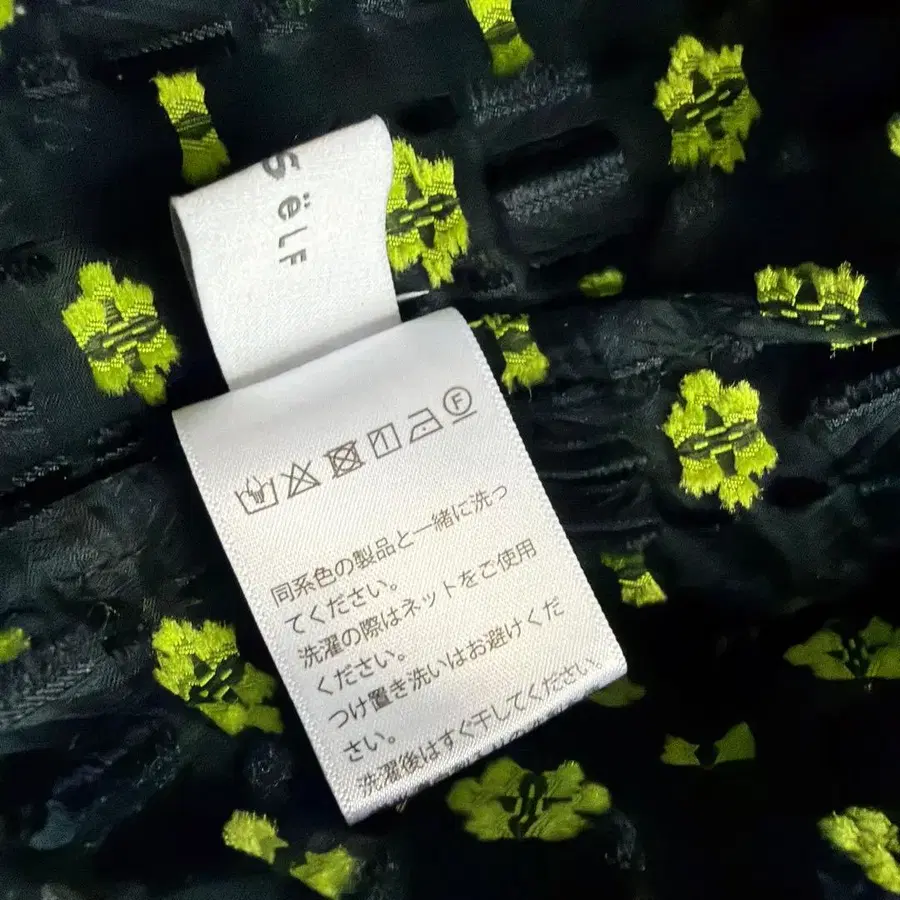 SëLF
F
同系色の製品と一緒に洗っ
てください。
洗濯の際はネットをご使用
ください。
つけ置き洗いはお避けくだ
さい。
洗濯後はすぐ干してください。